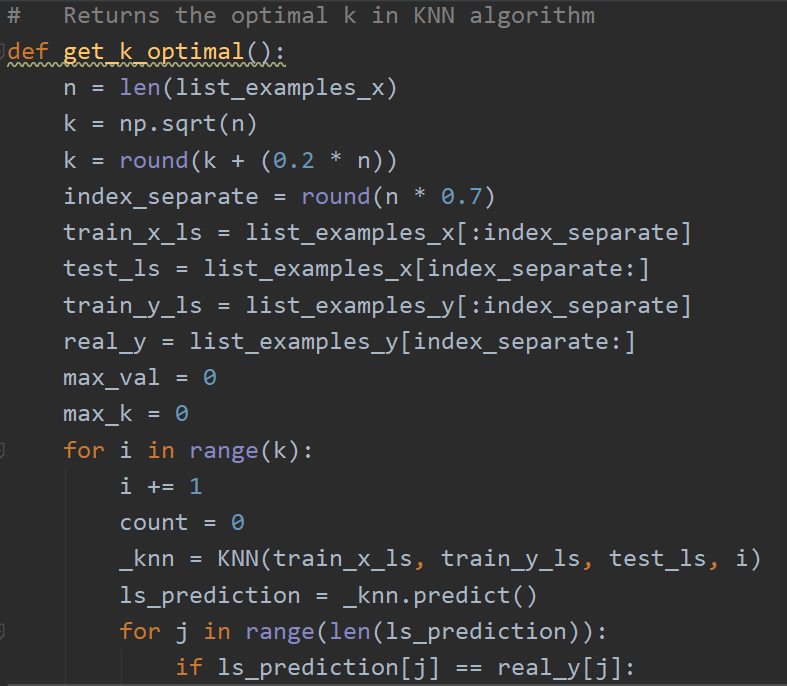 #   Returns the optimal k in KNN algorithm
def get_k_optimal():
    n = len(list_examples_x)
    k = np.sqrt(n)
    k = round(k + (0.2 * n))
    index_separate = round(n * 0.7)
    train_x_ls = list_examples_x[:index_separate]
    test_ls = list_examples_x[index_separate:]
    train_y_ls = list_examples_y[:index_separate]
    real_y = list_examples_y[index_separate:]
    max_val = 0
    max_k = 0
    for i in range(k):
        i += 1
        count = 0
        _knn = KNN(train_x_ls, train_y_ls, test_ls, i)
        ls_prediction = _knn.predict()
        for j in range(len(ls_prediction)):
            if ls_prediction[j] == real_y[j]: